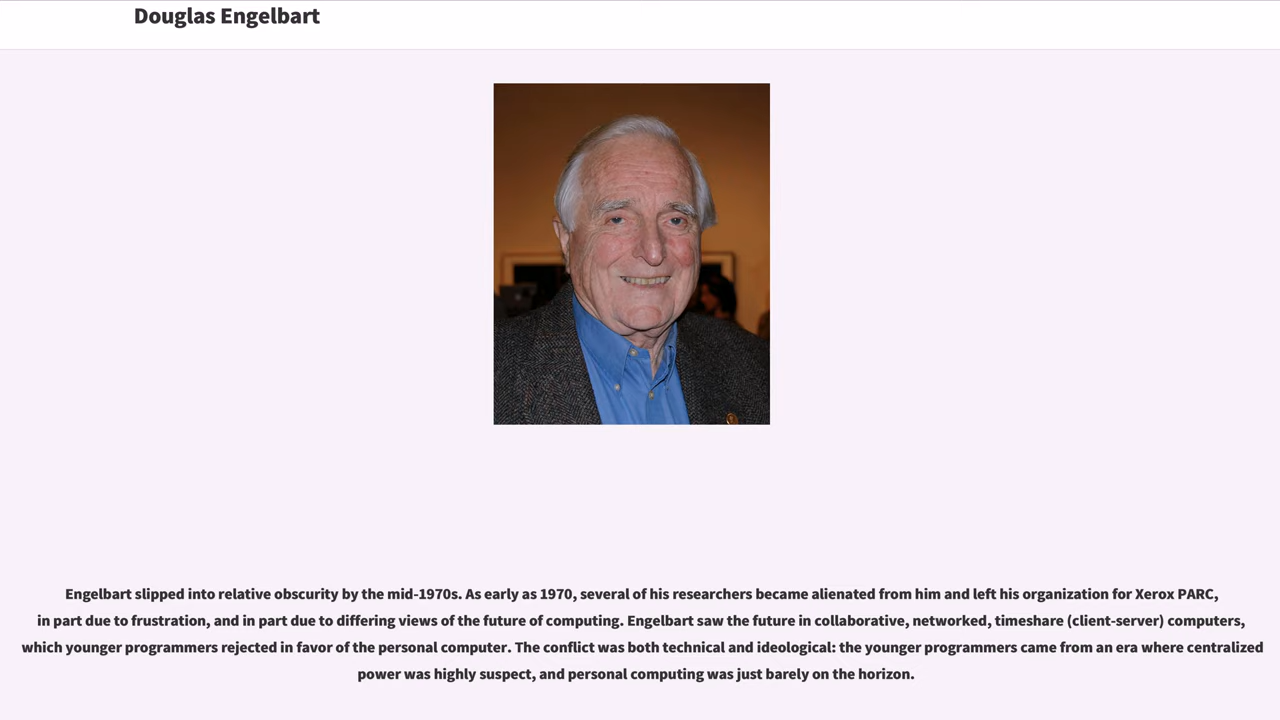 Douglas Engelbart
Engelbart slipped into relative obscurity by the mid-1970s. As early as 1970, several of his researchers became alienated from him and left his organization for Xerox PARC,
in part due to frustration, and in part due to differing views of the future of computing. Engelbart saw the future in collaborative, networked, timeshare (client-server) computers,
which younger programmers rejected in favor of the personal computer. The conflict was both technical and ideological: the younger programmers came from an era where centralized
power was highly suspect, and personal computing was just barely on the horizon.